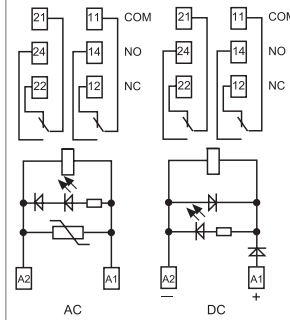 21 11 COM 21 11 COM
24 14 NO 24 14 NO
22 12 NC 22 12 NC
A2 A1 A2 A1
— +
AC DC